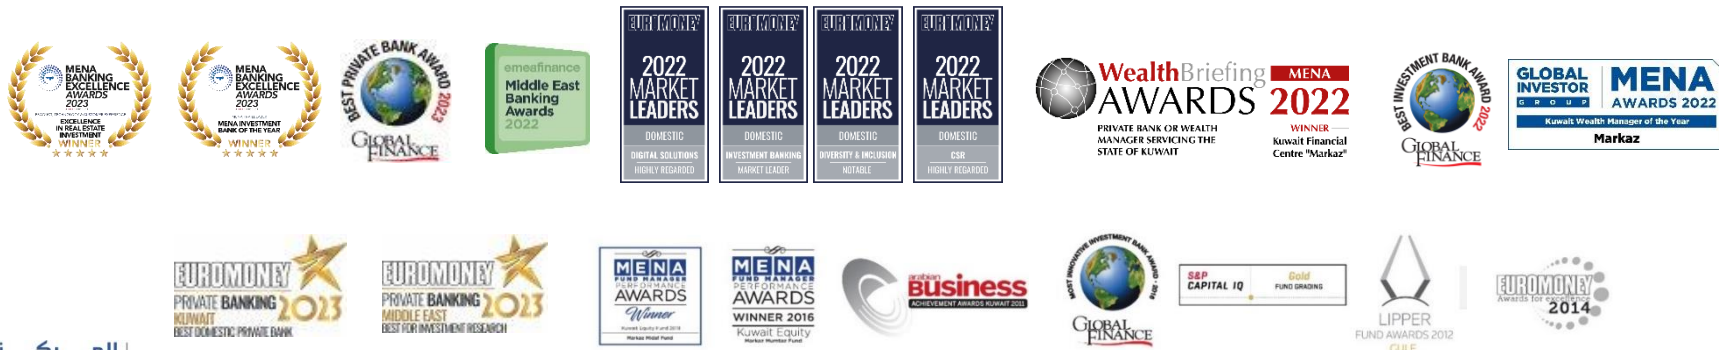 MENA
BANKING
EXCELLENCE
AWARDS
2023
EXCELLENCE
IN REAL ESTATE
INVESTMENT
WINNER
MENA
BANKING
EXCELLENCE
AWARDS
2023
MENA INVESTMENT
BANK OF THE YEAR
WINNER
BEST PRIVATE BANK AWARD 2023
GLOBAL
FINANCE
emeafinance
Middle East
Banking
Awards
2022
EUROMONEY
2022
MARKET
LEADERS
DOMESTIC
DIGITAL SOLUTIONS
HIGHLY REGARDED
EUROMONEY
2022
MARKET
LEADERS
DOMESTIC
INVESTMENT BANKING
MARKET LEADER
EUROMONEY
2022
MARKET
LEADERS
DOMESTIC
DIVERSITY & INCLUSION
NOTABLE
EUROMONEY
2022
MARKET
LEADERS
DOMESTIC
CSR
HIGHLY REGARDED
WealthBriefing
AWARDS
MENA
2022
PRIVATE BANK OR WEALTH
MANAGER SERVICING THE
STATE OF KUWAIT
WINNER
Kuwait Financial
Centre "Markaz"
BEST INVESTMENT BANK AWARD 2022
GLOBAL
FINANCE
GLOBAL
INVESTOR
GROUP
MENA
AWARDS 2022
Kuwait Wealth Manager of the Year
Markaz
EUROMONEY
PRIVATE BANKING 2023
KUWAIT
BEST DOMESTIC PRIVATE BANK
EUROMONEY
PRIVATE BANKING 2023
MIDDLE EAST
BEST FOR INVESTMENT RESEARCH
MENA
FUND MANAGER
PERFORMANCE
AWARDS
Winner
Markaz Midaf Fund
MENA
FUND MANAGER
PERFORMANCE
AWARDS
WINNER 2016
Kuwait Equity
Markaz Mumtaz Fund
arabian
Business
ACHIEVEMENT AWARDS KUWAIT 2011
MOST INNOVATIVE INVESTMENT BANK AWARD - 2018
GLOBAL
FINANCE
S&P
CAPITAL IQ
Gold
FUND GRADING
LIPPER
FUND AWARDS 2012
EUROMONEY
Awards for excellence
2014